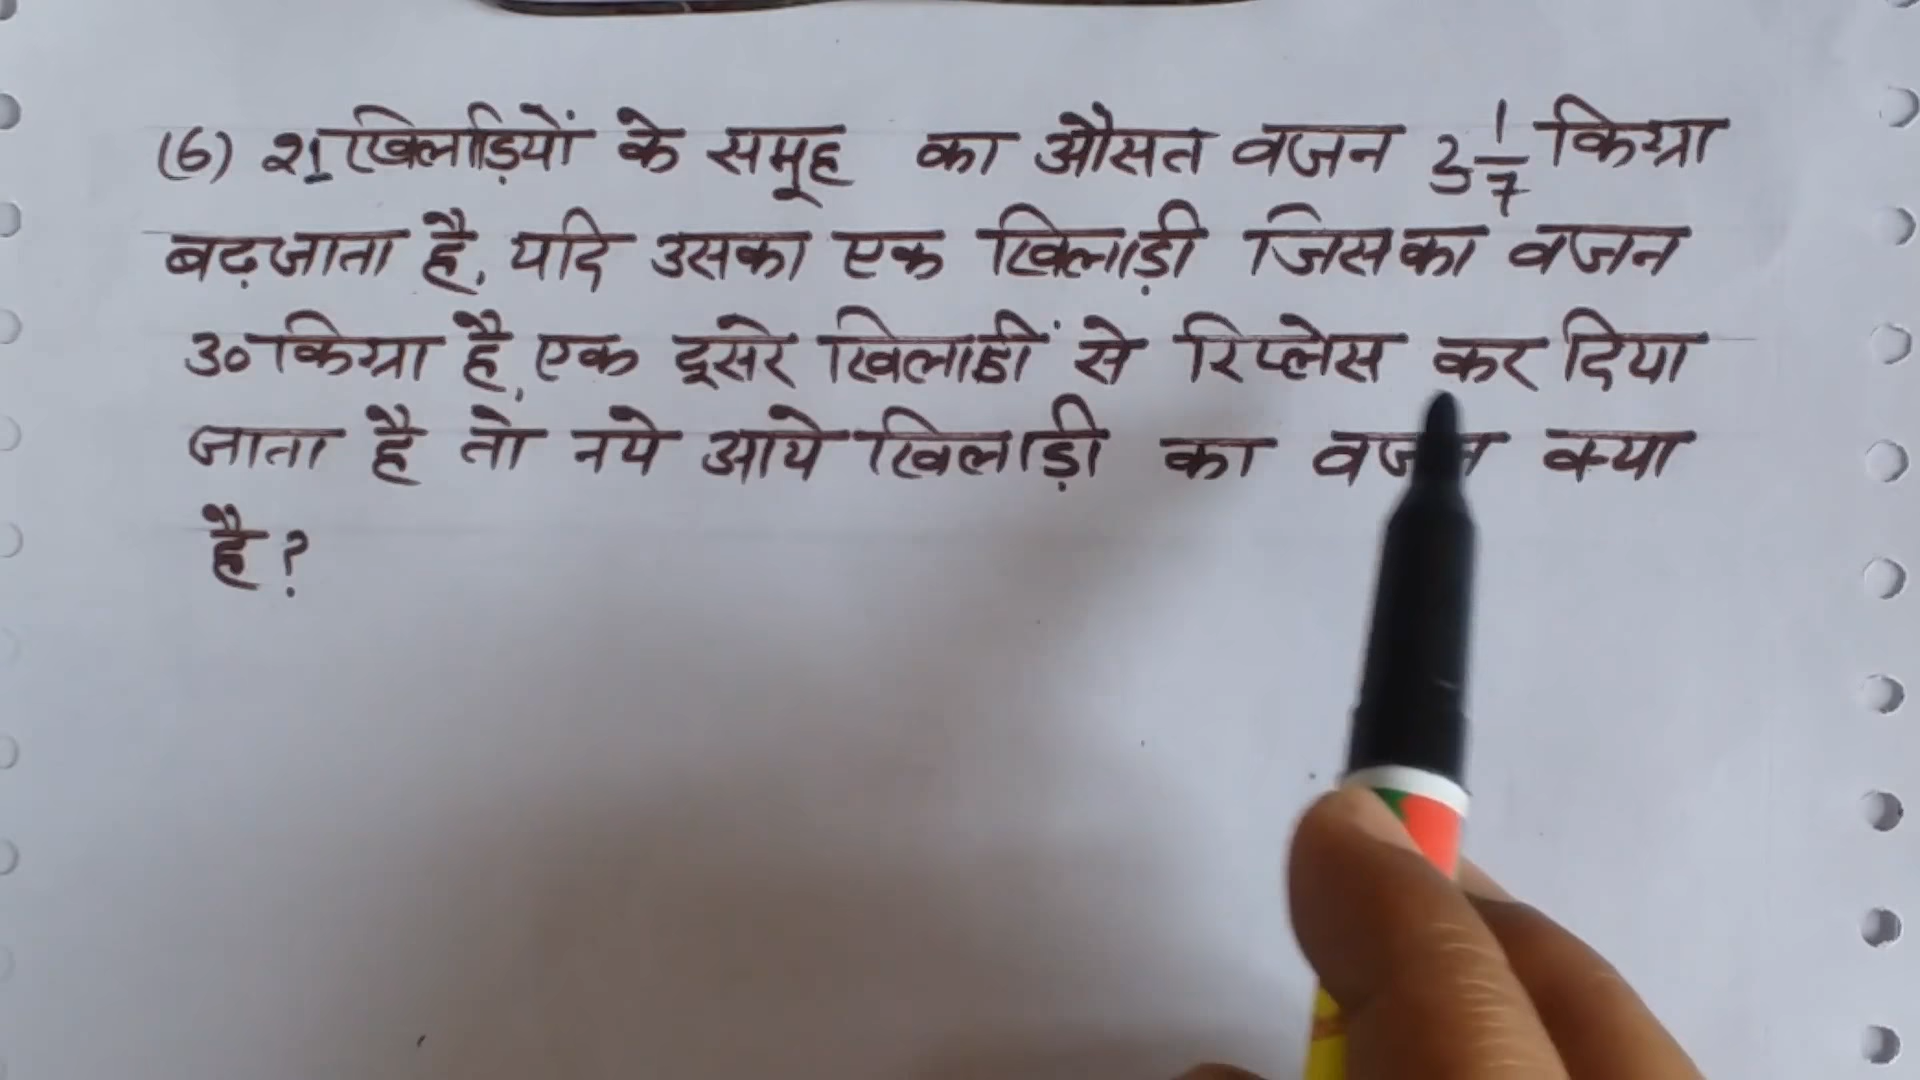 (6) 21 खिलाड़ियों के समूह का औसत वजन 3 1/7 किग्रा
बढ़ जाता है, यदि उसका एक खिलाड़ी जिसका वजन
30 किग्रा है, एक दूसरे खिलाडी से रिप्लेस कर दिया
जाता है तो नये आये खिलाड़ी का वजन क्या
है?